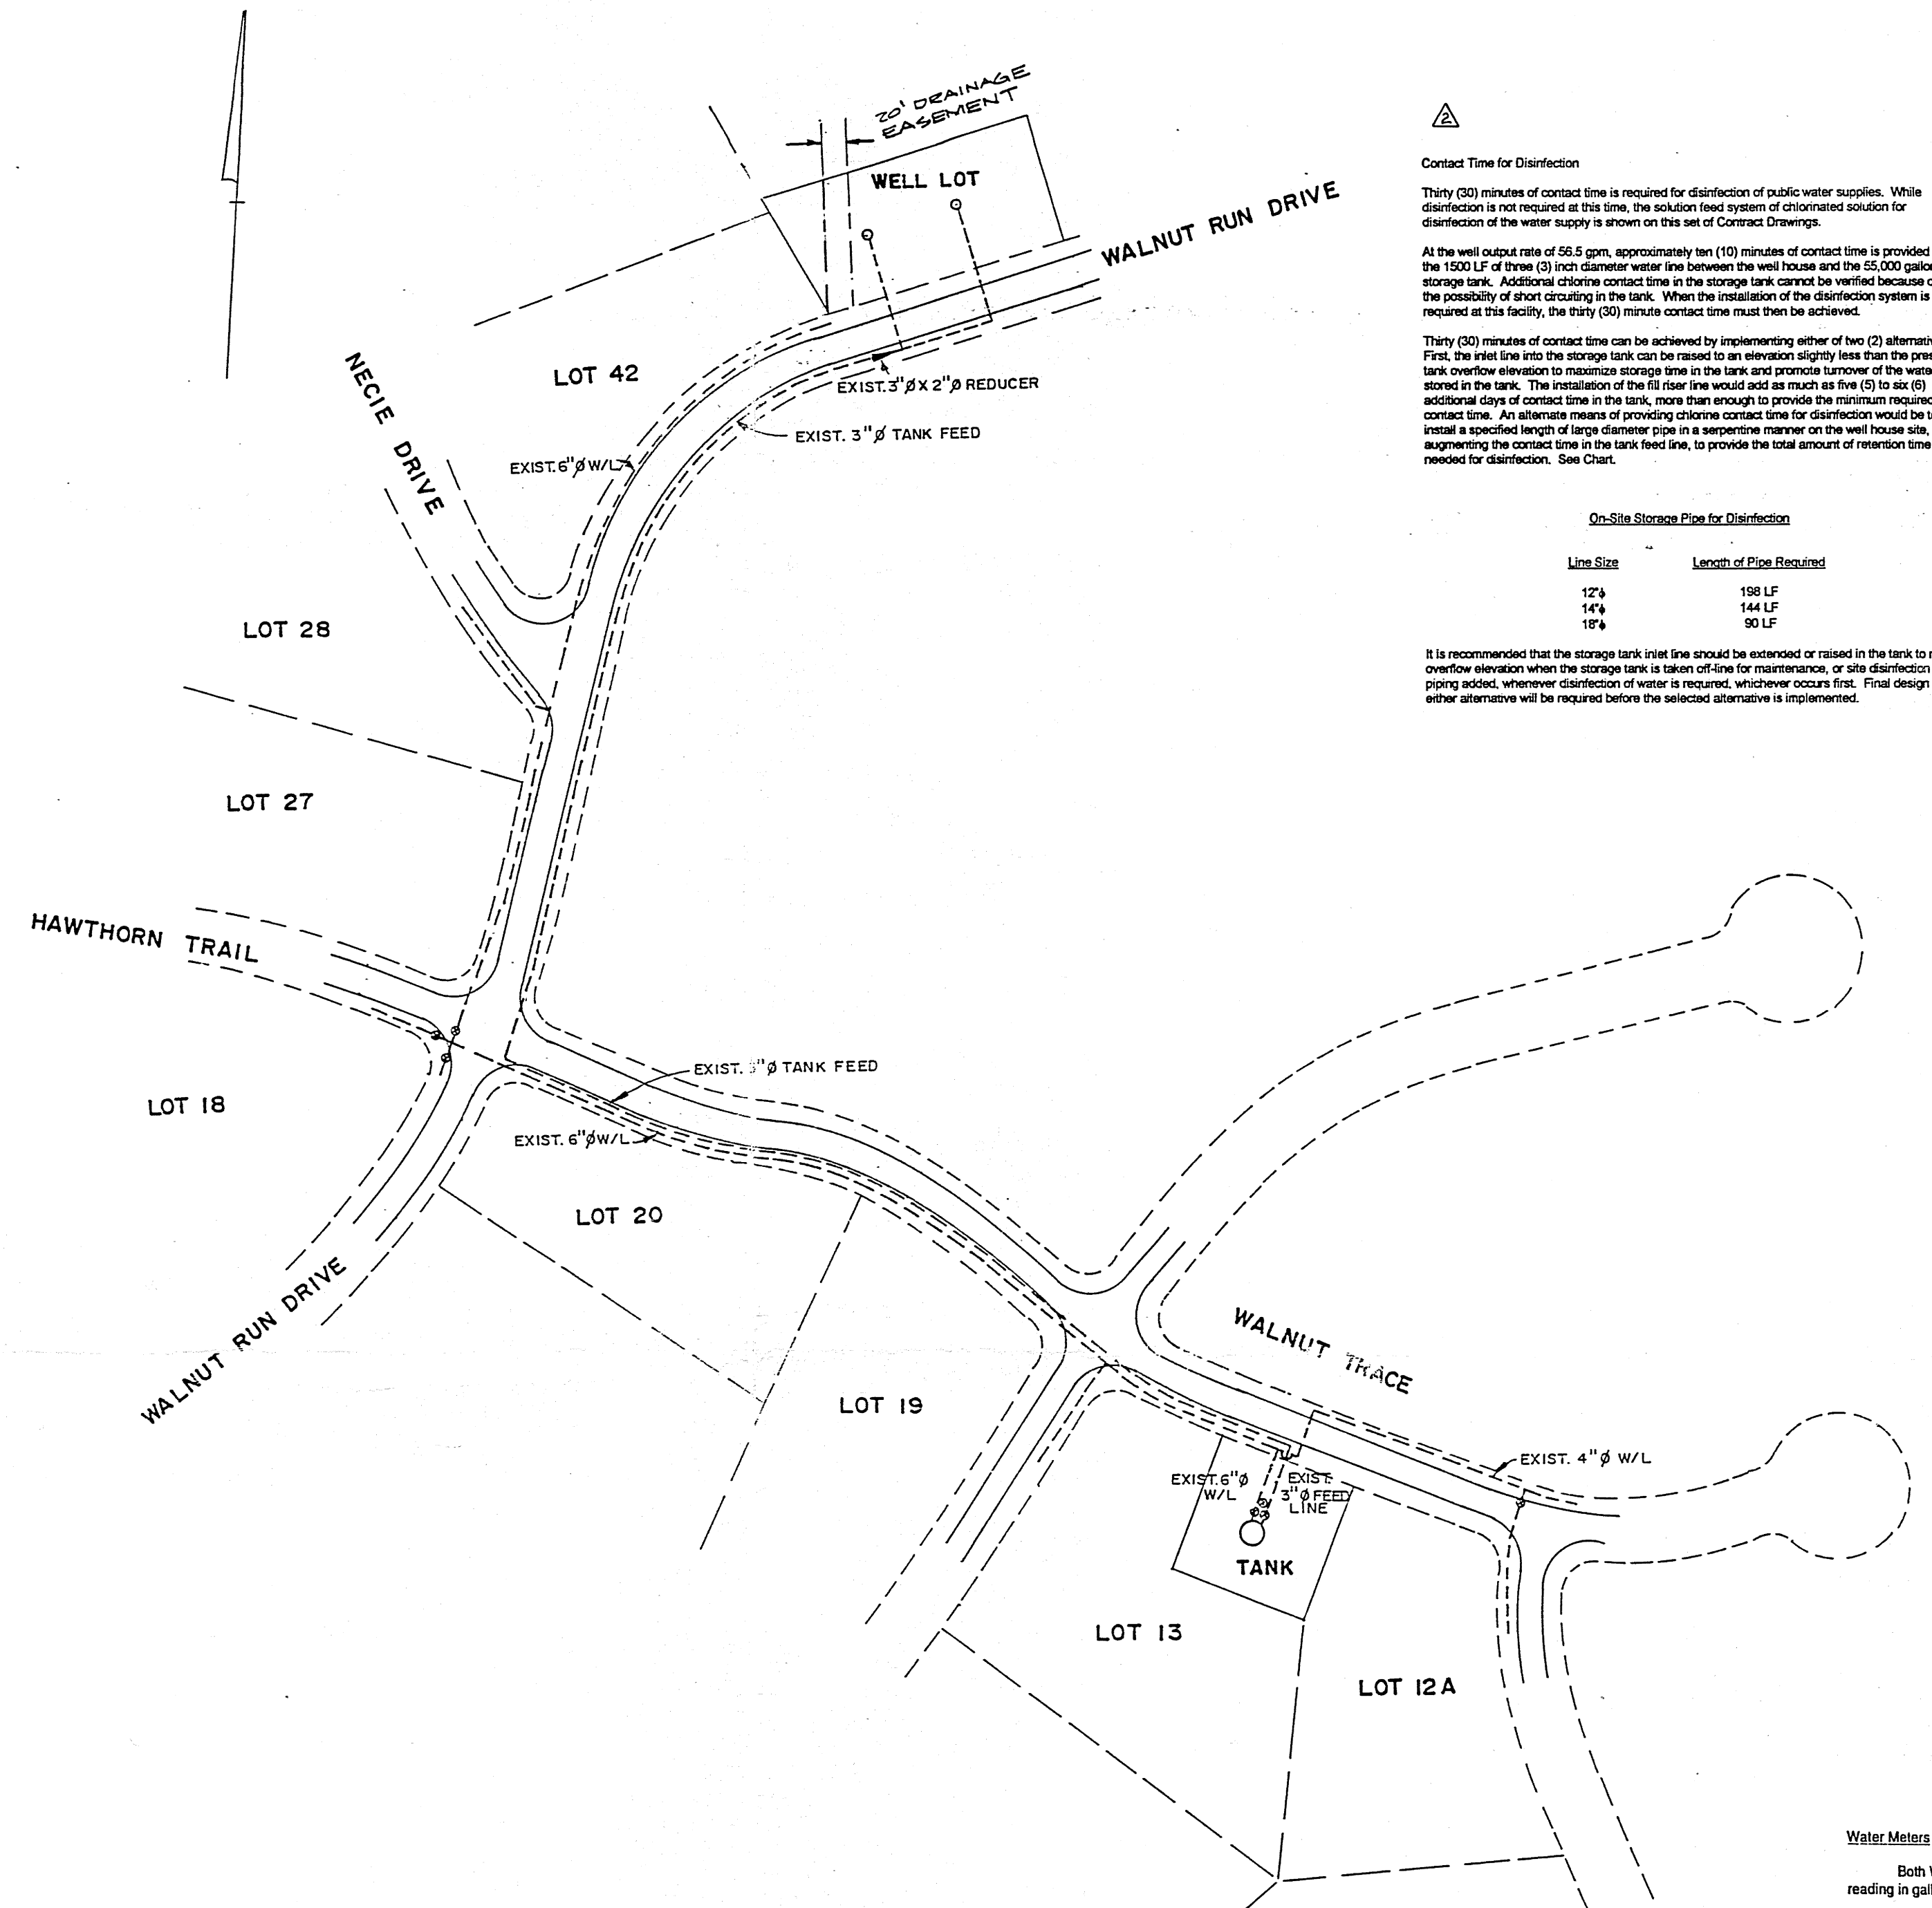 20' DRAINAGE
EASEMENT
WELL LOT
WALNUT RUN DRIVE
NECIE DRIVE
LOT 42
EXIST. 3"Ø X 2"Ø REDUCER
EXIST. 3"Ø TANK FEED
EXIST. 6"Ø W/L
LOT 28
LOT 27
HAWTHORN TRAIL
LOT 18
EXIST. 3"Ø TANK FEED
EXIST. 6"Ø W/L
LOT 20
WALNUT RUN DRIVE
LOT 19
WALNUT TRACE
EXIST. 4"Ø W/L
EXIST. 6"Ø
W/L
EXIST.
3"Ø FEED
LINE
TANK
LOT 13
LOT 12A
2
Contact Time for Disinfection
Thirty (30) minutes of contact time is required for disinfection of public water supplies. While
disinfection is not required at this time, the solution feed system of chlorinated solution for
disinfection of the water supply is shown on this set of Contract Drawings.
At the well output rate of 56.5 gpm, approximately ten (10) minutes of contact time is provided
the 1500 LF of three (3) inch diameter water line between the well house and the 55,000
storage tank. Additional chlorine contact time in the storage tank cannot be verified because
the possibility of short circuiting in the tank. When the installation of the disinfection system is
required at this facility, the thirty (30) minute contact time must then be achieved.
Thirty (30) minutes of contact time can be achieved by implementing either of two (2)
First, the inlet line into the storage tank can be raised to an elevation slightly less than the
tank overflow elevation to maximize storage time in the tank and promote turnover of the
stored in the tank. The installation of the fill riser line would add as much as five (5) to six (6)
additional days of contact time in the tank, more than enough to provide the minimum required
contact time. An alternate means of providing chlorine contact time for disinfection would be
install a specified length of large diameter pipe in a serpentine manner on the well house site,
augmenting the contact time in the tank feed line, to provide the total amount of retention time
needed for disinfection. See Chart.
On-Site Storage Pipe for Disinfection
Line Size Length of Pipe Required
12"ϕ 198 LF
14"ϕ 144 LF
18"ϕ 90 LF
It is recommended that the storage tank inlet line should be extended or raised in the tank to
overflow elevation when the storage tank is taken off-line for maintenance, or site disinfection
piping added, whenever disinfection of water is required, whichever occurs first. Final design
either alternative will be required before the selected alternative is implemented.
Water Meters
Both
reading in